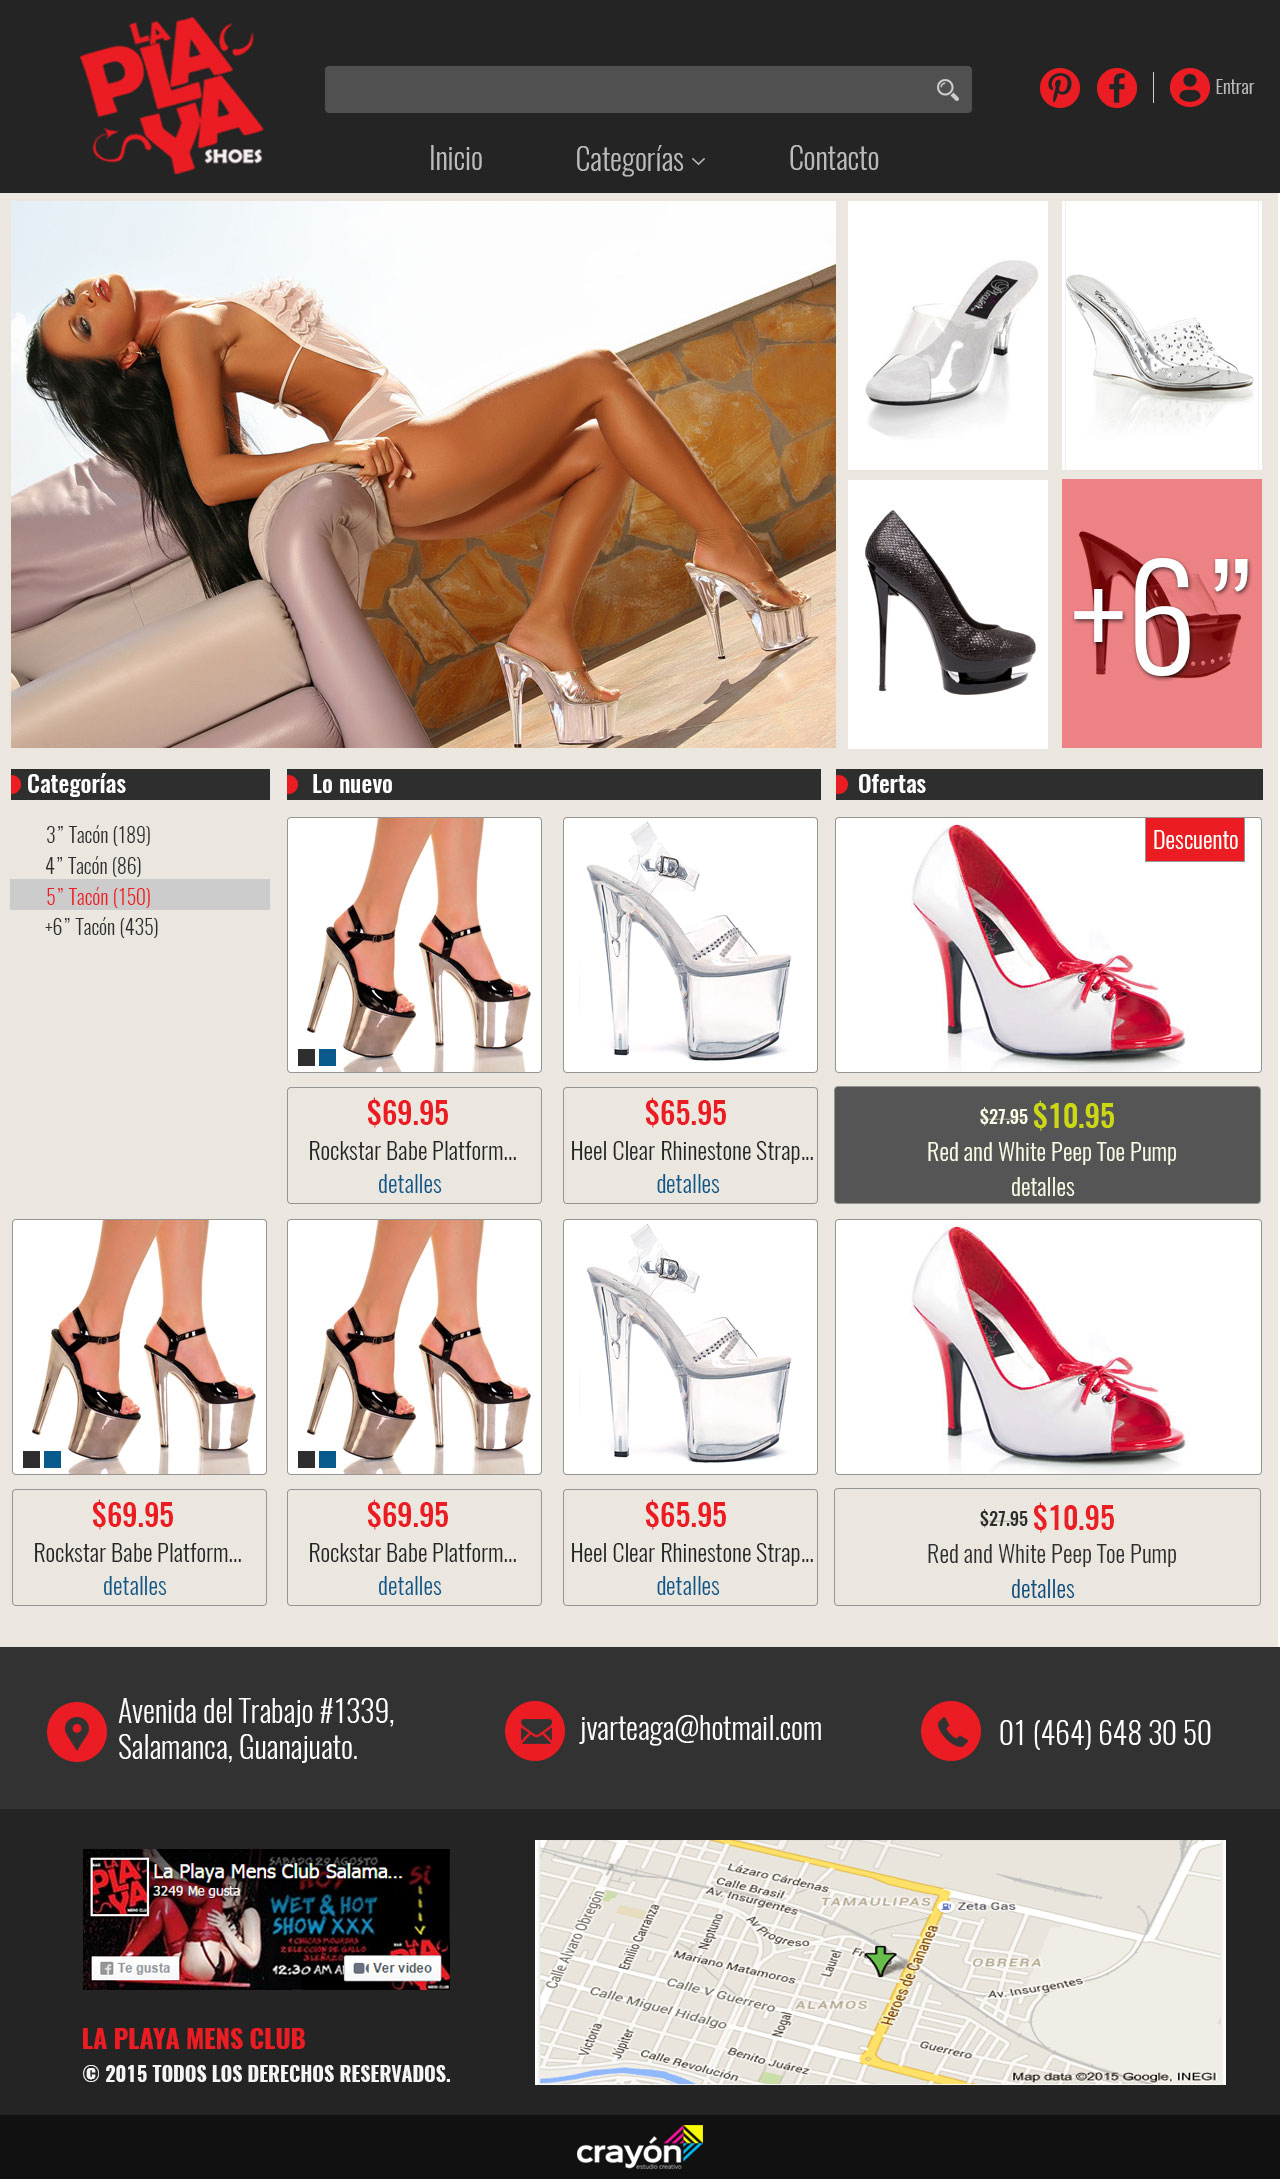 LA
PLA
YA
SHOES
Entrar
Inicio
Categorías
Contacto
+6”
Categorías
3” Tacón (189)
4” Tacón (86)
5” Tacón (150)
+6” Tacón (435)
Lo nuevo
Ofertas
Descuento
$69.95
Rockstar Babe Platform...
detalles
$65.95
Heel Clear Rhinestone Strap...
detalles
$27.95 $10.95
Red and White Peep Toe Pump
detalles
$69.95
Rockstar Babe Platform...
detalles
$69.95
Rockstar Babe Platform...
detalles
$65.95
Heel Clear Rhinestone Strap...
detalles
$27.95 $10.95
Red and White Peep Toe Pump
detalles
Avenida del Trabajo #1339,
Salamanca, Guanajuato.
jvarteaga@hotmail.com
01 (464) 648 30 50
SABADO 29 AGOSTO
La Playa Mens Club Salama...
3249 Me gusta
WET & HOT
SHOW XXX
12:30 AM
Te gusta
Ver video
LA PLAYA MENS CLUB
© 2015 TODOS LOS DERECHOS RESERVADOS.
Lázaro Cárdenas
Calle Brasil
Av. Insurgentes
TAMAULIPAS
Zeta Gas
Calle Alvaro Obregon
Emilio Carranza
Neptuno
Av Progreso
Mariano Matamoros
Laurel
Heroes de Cananea
OBRERA
Av. Insurgentes
Calle V Guerrero
ALAMOS
Calle Miguel Hidalgo
Nogal
Victoria
Júpiter
Benito Juárez
Guerrero
Calle Revolución
Map data ©2015 Google, INEGI
crayón
estudio creativo